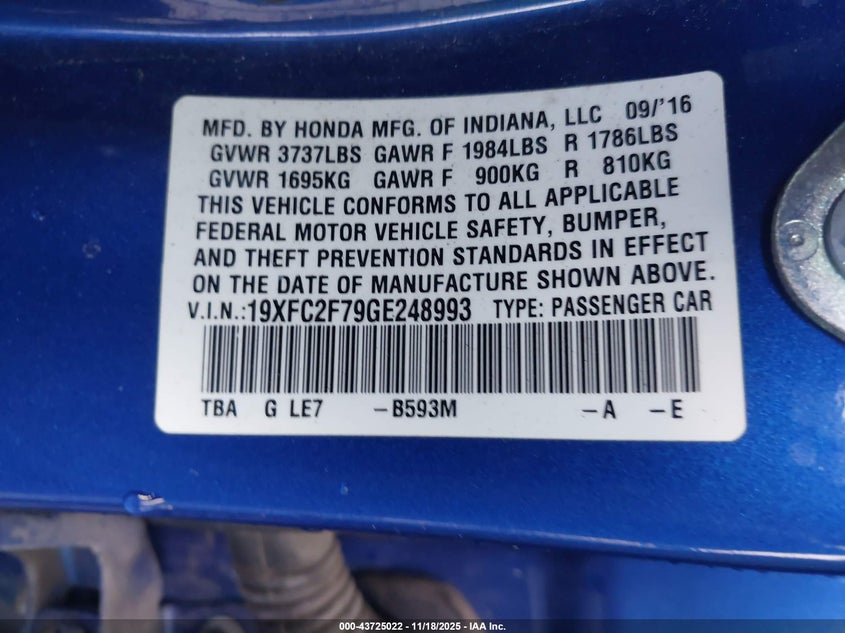 MFD. BY HONDA MFG. OF INDIANA, LLC 09/'16
GVWR 3737LBS GAWR F 1984LBS R 1786LBS
GVWR 1695KG GAWR F 900KG R 810KG
THIS VEHICLE CONFORMS TO ALL APPLICABLE
FEDERAL MOTOR VEHICLE SAFETY, BUMPER,
AND THEFT PREVENTION STANDARDS IN EFFECT
ON THE DATE OF MANUFACTURE SHOWN ABOVE.
V.I.N.:19XFC2F79GE248993 TYPE: PASSENGER CAR
TBA G LE7 –B593M –A –E
000-43725022 — 11/18/2025 — IAA Inc.